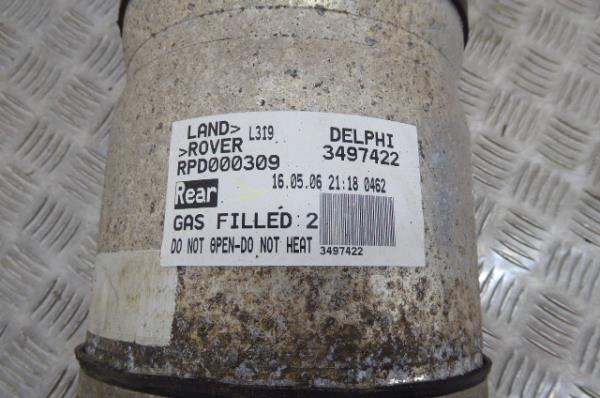 LAND> L319
>ROVER DELPHI
RPD000309 3497422
Rear 16.05.06 21:18 0462
GAS FILLED 2
DO NOT OPEN-DO NOT HEAT 3497422